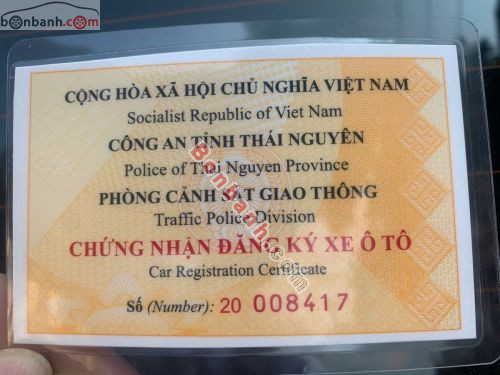 bonbanh.com
CỘNG HÒA XÃ HỘI CHỦ NGHĨA VIỆT NAM
Socialist Republic of Viet Nam
CÔNG AN TỈNH THÁI NGUYÊN
Police of Thai Nguyen Province
PHÒNG CẢNH SÁT GIAO THÔNG
Traffic Police Division
CHỨNG NHẬN ĐĂNG KÝ XE Ô TÔ
Car Registration Certificate
Số (Number): 20 008417
Bonbanh.com